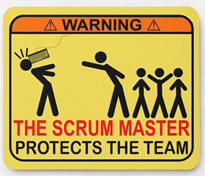 WARNING
THE SCRUM MASTER
PROTECTS THE TEAM